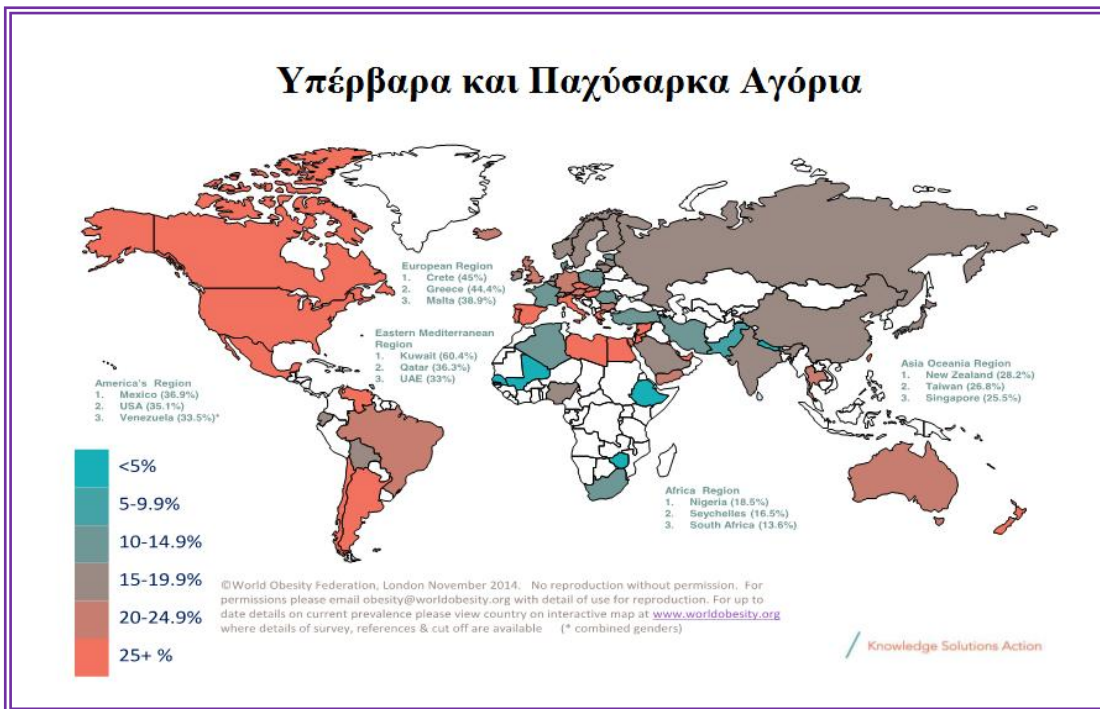 Υπέρβαρα και Παχύσαρκα Αγόρια
European Region
1. Crete (45%)
2. Greece (44.4%)
3. Malta (38.9%)
Eastern Mediterranean
Region
1. Kuwait (60.4%)
2. Qatar (36.3%)
3. UAE (33%)
America's Region
1. Mexico (36.9%)
2. USA (35.1%)
3. Venezuela (33.5%)*
Asia Oceania Region
1. New Zealand (28.2%)
2. Taiwan (26.8%)
3. Singapore (25.5%)
Africa Region
1. Nigeria (18.5%)
2. Seychelles (16.5%)
3. South Africa (13.6%)
<5%
5-9.9%
10-14.9%
15-19.9%
20-24.9%
25+ %
©World Obesity Federation, London November 2014. No reproduction without permission. For
permissions please email obesity@worldobesity.org with detail of use for reproduction. For up to
date details on current prevalence please view country on interactive map at www.worldobesity.org
where details of survey, references & cut off are available (* combined genders)
Knowledge Solutions Action